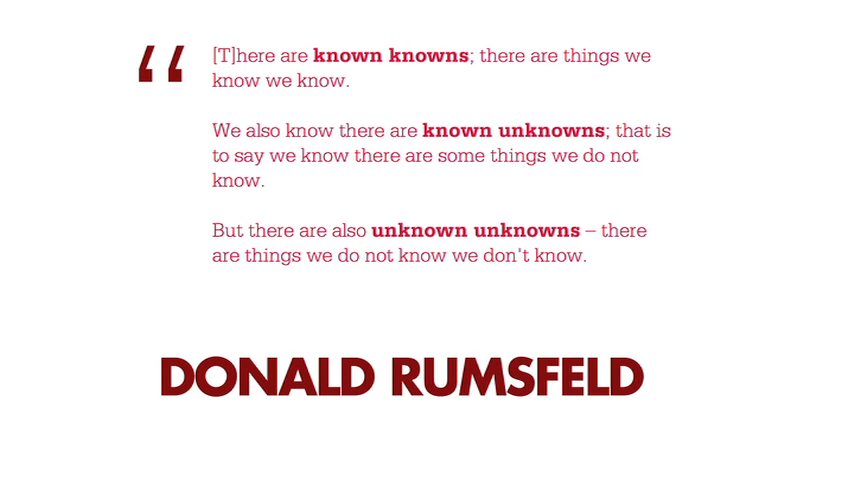 “
[T]here are known knowns; there are things we
know we know.
We also know there are known unknowns; that is
to say we know there are some things we do not
know.
But there are also unknown unknowns – there
are things we do not know we don't know.
DONALD RUMSFELD